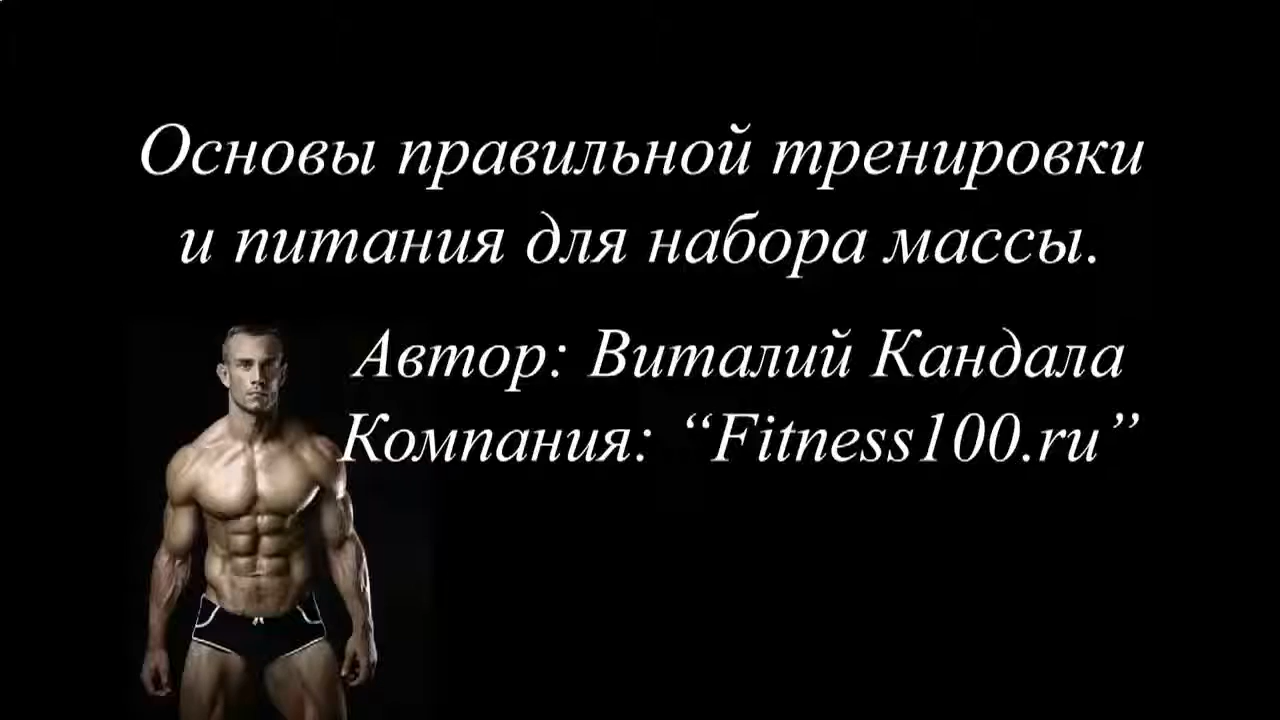 Основы правильной тренировки
и питания для набора массы.
Автор: Виталий Кандала
Компания: “Fitness100.ru”